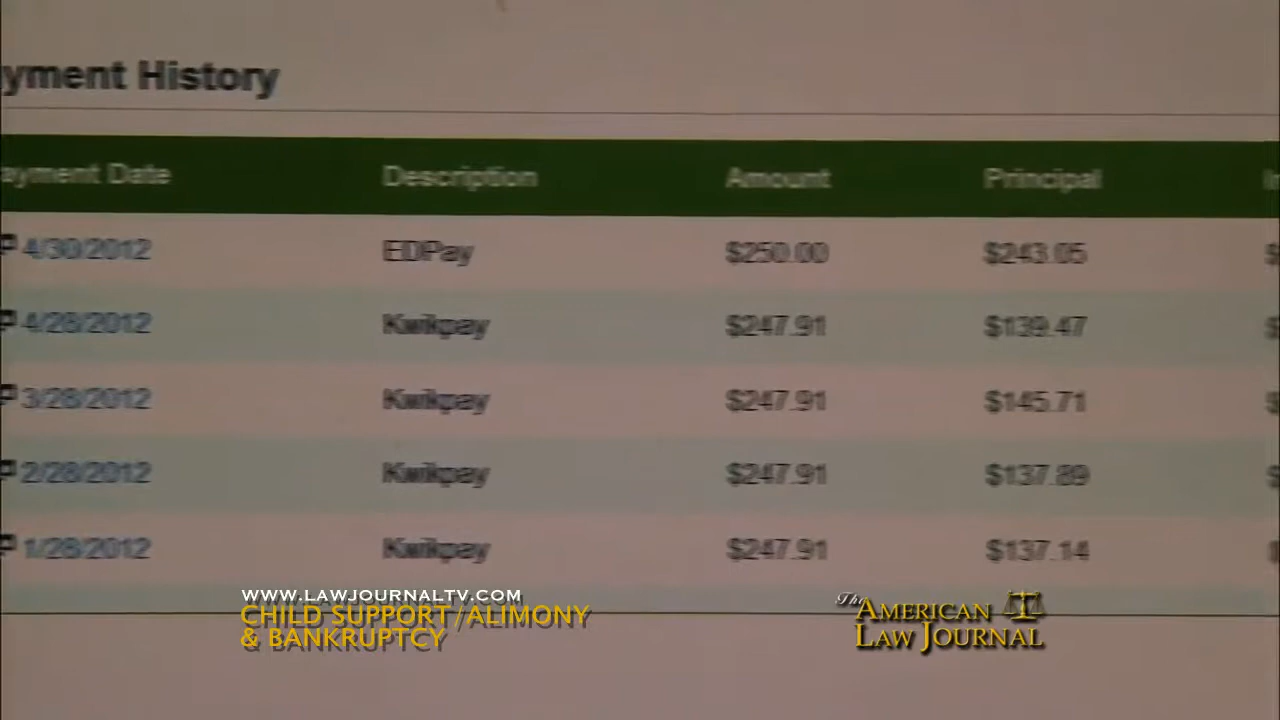 yment History
ayment Date Description Amount Principal
4/30/2012 EDPay $250.00 $243.05
4/28/2012 Kwikpay $247.91 $139.47
3/28/2012 Kwikpay $247.91 $145.71
2/28/2012 Kwikpay $247.91 $137.89
1/28/2012 Kwikpay $247.91 $137.14
WWW.LAWJOURNALTV.COM
CHILD SUPPORT/ALIMONY
& BANKRUPTCY
The
AMERICAN
LAW JOURNAL